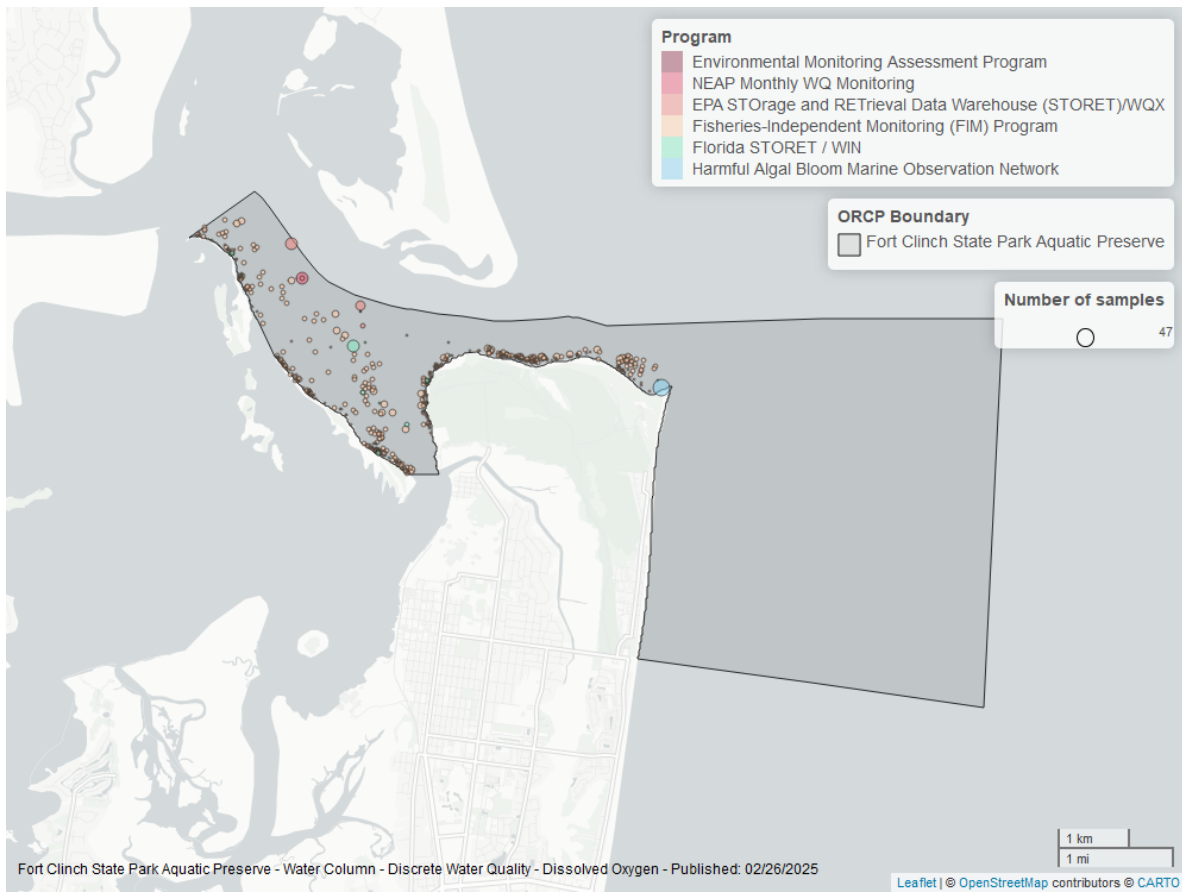 Program
Environmental Monitoring Assessment Program
NEAP Monthly WQ Monitoring
EPA STOrage and RETrieval Data Warehouse (STORET)/WQX
Fisheries-Independent Monitoring (FIM) Program
Florida STORET / WIN
Harmful Algal Bloom Marine Observation Network
ORCP Boundary
Fort Clinch State Park Aquatic Preserve
Number of samples
47
1 km
1 mi
Fort Clinch State Park Aquatic Preserve - Water Column - Discrete Water Quality - Dissolved Oxygen - Published: 02/26/2025
Leaflet | © OpenStreetMap contributors © CARTO